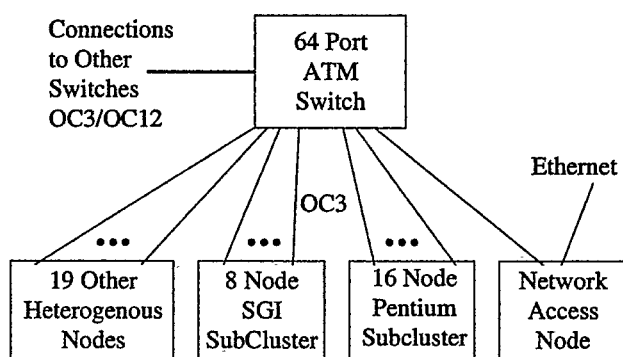 Connections
to Other
Switches
OC3/OC12
64 Port
ATM
Switch
Ethernet
OC3
19 Other
Heterogenous
Nodes
8 Node
SGI
SubCluster
16 Node
Pentium
Subcluster
Network
Access
Node